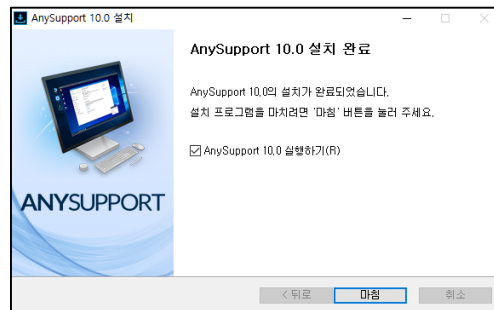 AnySupport 10.0 설치
AnySupport 10.0 설치 완료
AnySupport 10.0의 설치가 완료되었습니다.
설치 프로그램을 마치려면 '마침' 버튼을 눌러 주세요.
AnySupport 10.0 실행하기(R)
ANYSUPPORT
< 뒤로
마침
취소